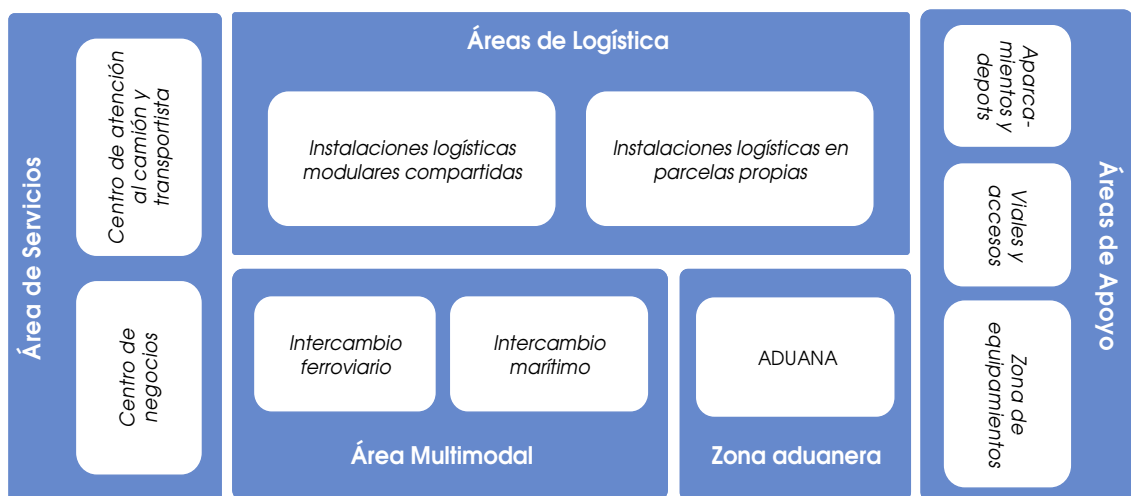 Área de Servicios
Centro de atención
al camión y
transportista
Centro de
negocios
Áreas de Logística
Instalaciones logísticas
modulares compartidas
Instalaciones logísticas en
parcelas propias
Intercambio
ferroviario
Intercambio
marítimo
Área Multimodal
ADUANA
Zona aduanera
Aparca-
mientos y
depots
Viales y
accesos
Zona de
equipamientos
Áreas de Apoyo